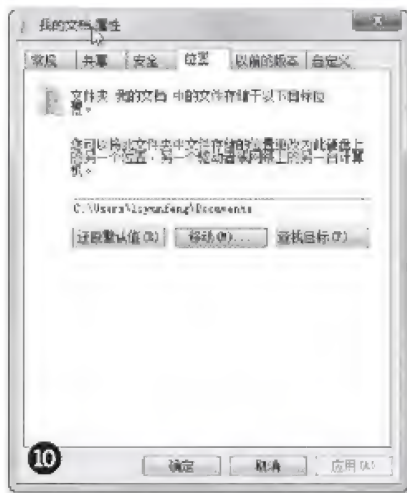 我的文档 属性
常规 共享 安全 位置 以前的版本 自定义
文件夹 我的文档 中的文件存储于以下目标位
置。
您可以将此文件夹中文件存储的位置更改为此硬盘上
的另一个位置，另一个驱动器或网络上的另一台计算
机。
还原默认值(R) 移动(M)... 查找目标(F)
10
确定 取消 应用(A)